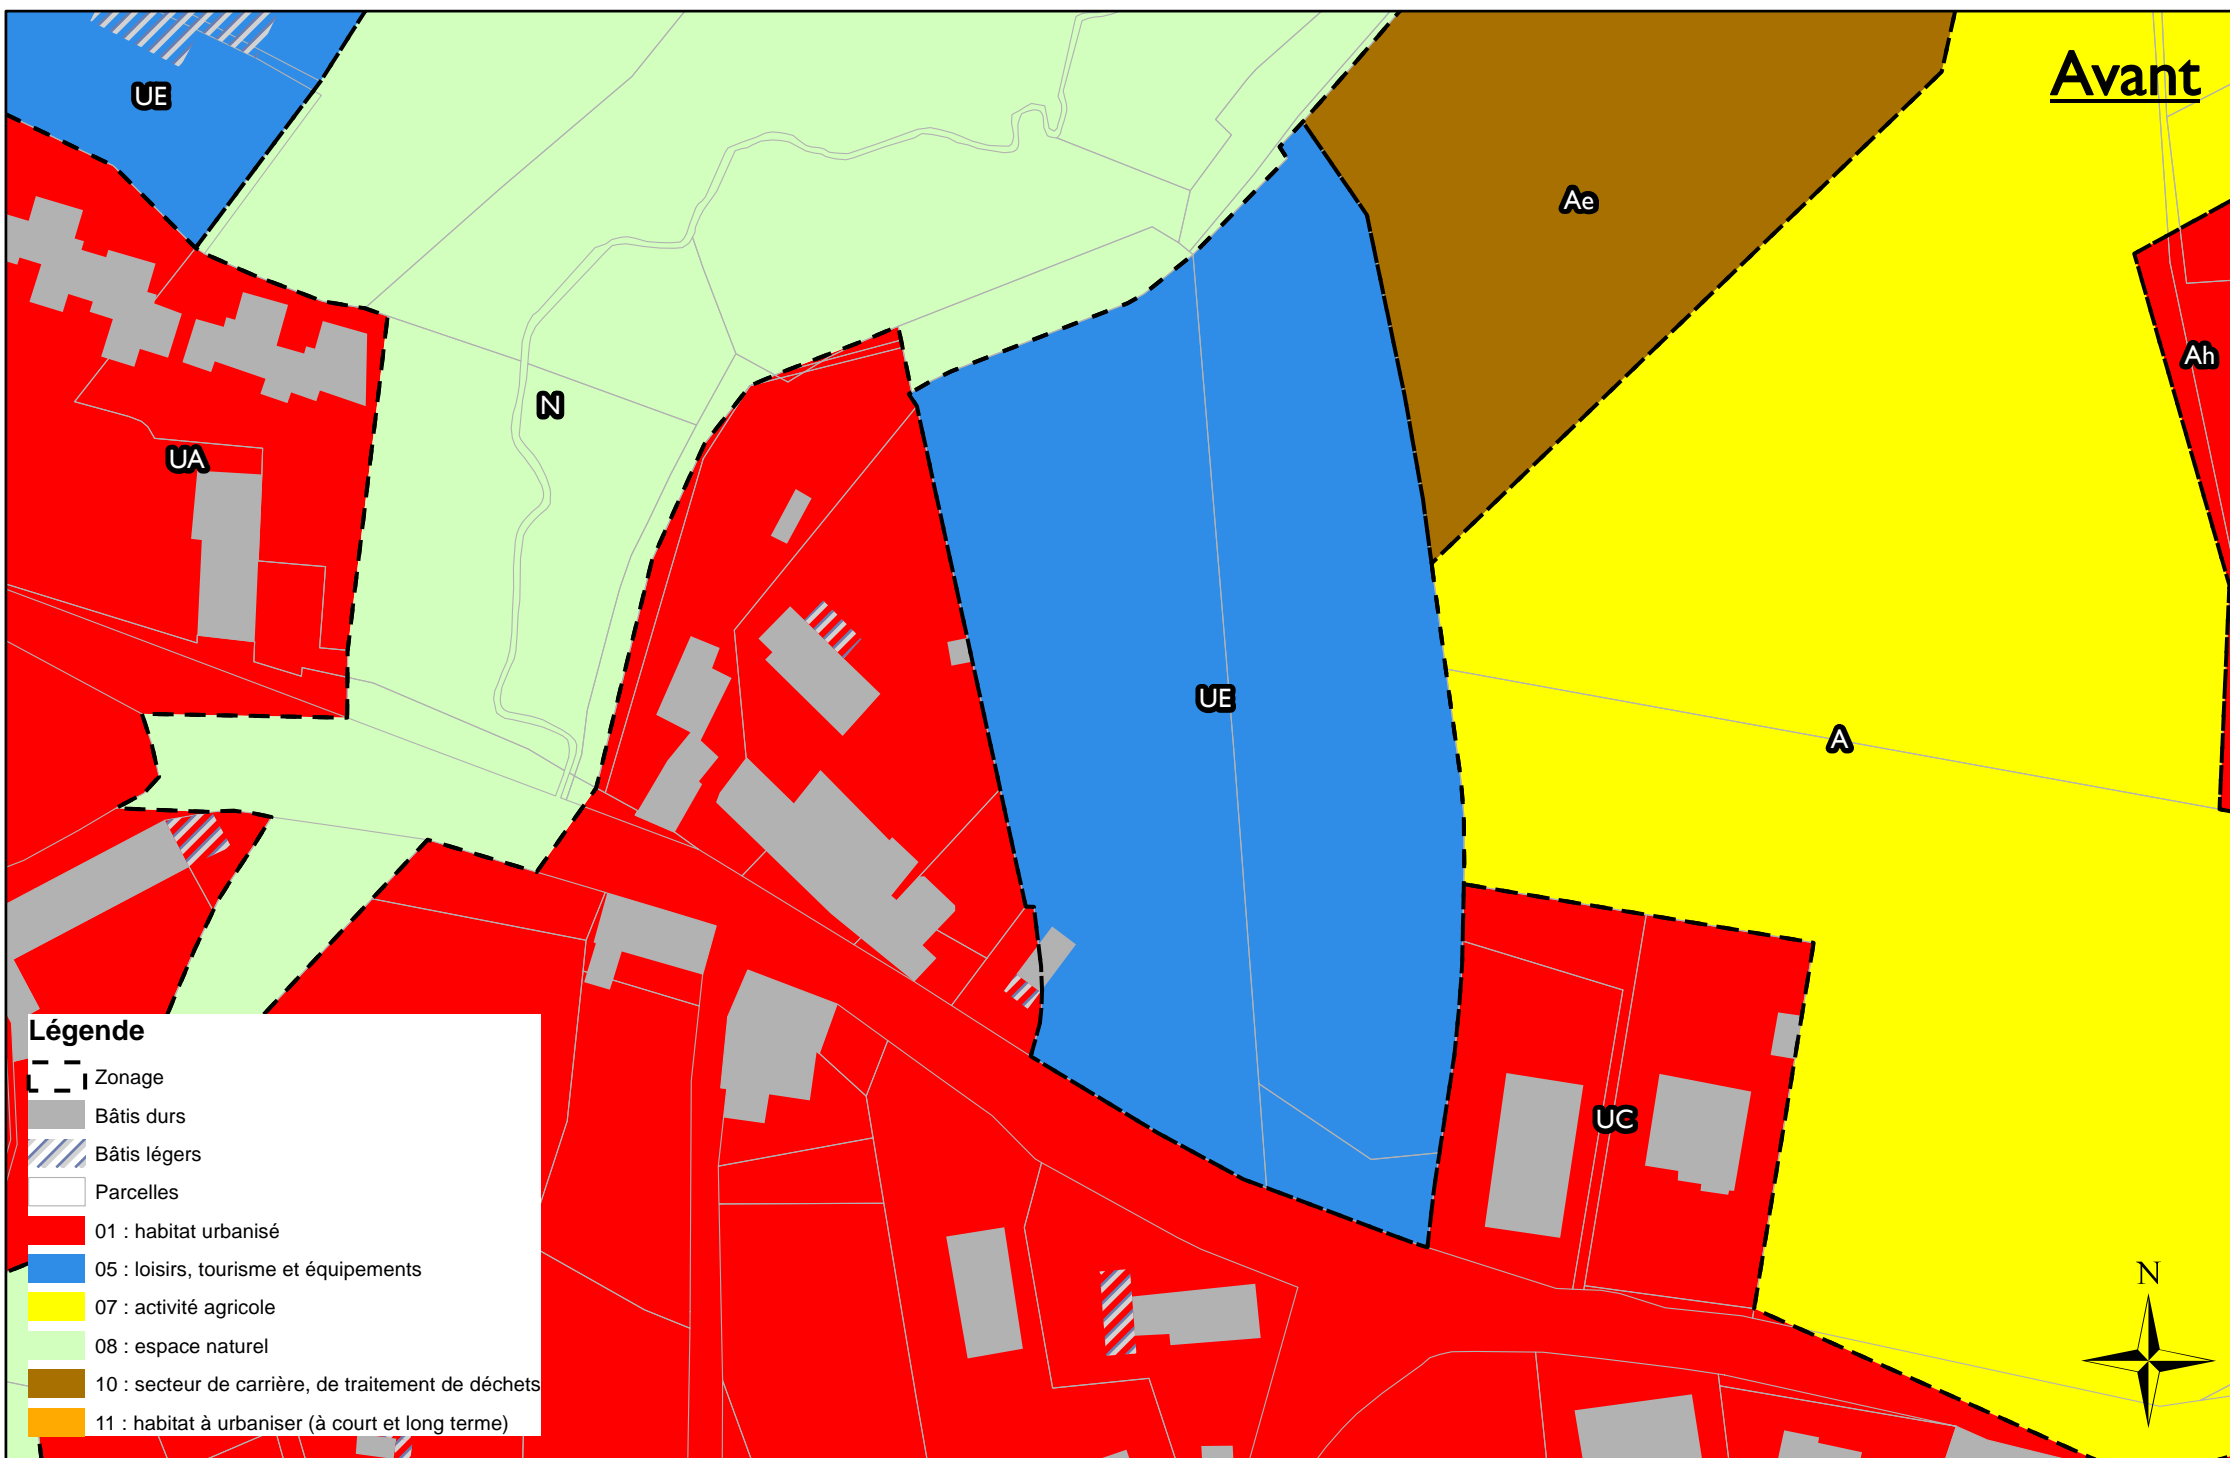 Avant
UE
Ae
Ah
N
UA
UE
A
UC
Légende
Zonage
Bâtis durs
Bâtis légers
Parcelles
01 : habitat urbanisé
05 : loisirs, tourisme et équipements
07 : activité agricole
08 : espace naturel
10 : secteur de carrière, de traitement de déchets
11 : habitat à urbaniser (à court et long terme)
N